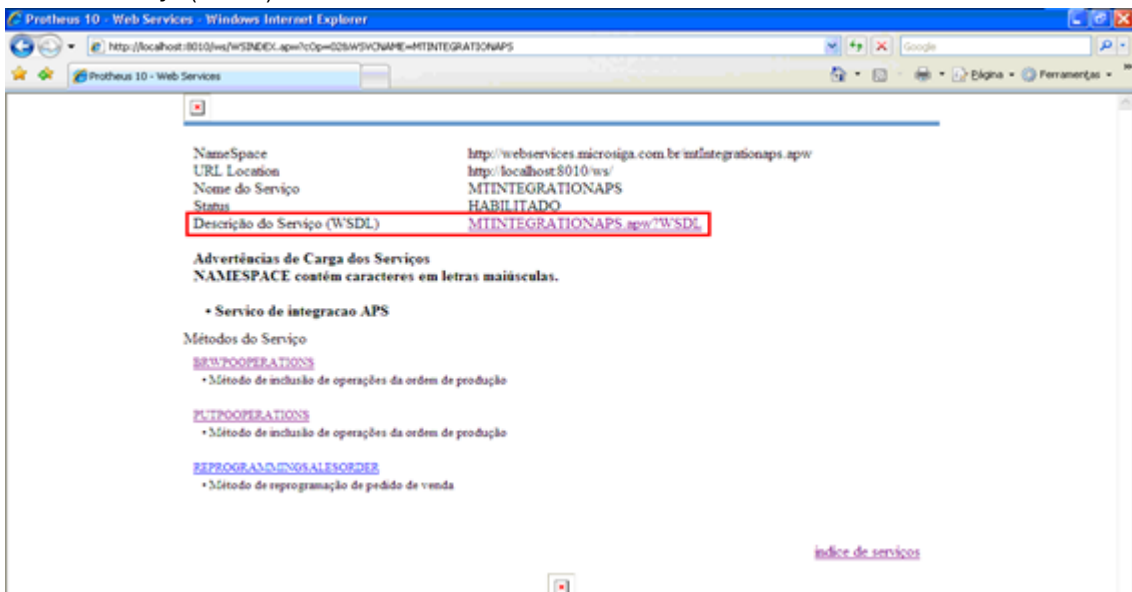 Protheus 10 - Web Services - Windows Internet Explorer
http://localhost:8010/ws/WSINDEX.apw?cOp=02&WSVCNAME=MTINTEGRATIONAPS
Google
Protheus 10 - Web Services
Página
Ferramentas
NameSpace http://webservices.microsiga.com.br/mtIntegrationaps.apw
URL Location http://localhost:8010/ws/
Nome do Serviço MTINTEGRATIONAPS
Status HABILITADO
Descrição do Serviço (WSDL) MTINTEGRATIONAPS.apw?WSDL
Advertências de Carga dos Serviços
NAMESPACE contém caracteres em letras maiúsculas.
• Servico de integracao APS
Métodos do Serviço
BRWPOOPERATIONS
• Método de inclusão de operações da ordem de produção
PUTPOOPERATIONS
• Método de inclusão de operações da ordem de produção
REPROGRAMMINGSALESORDER
• Método de reprogramação de pedido de venda
índice de serviços